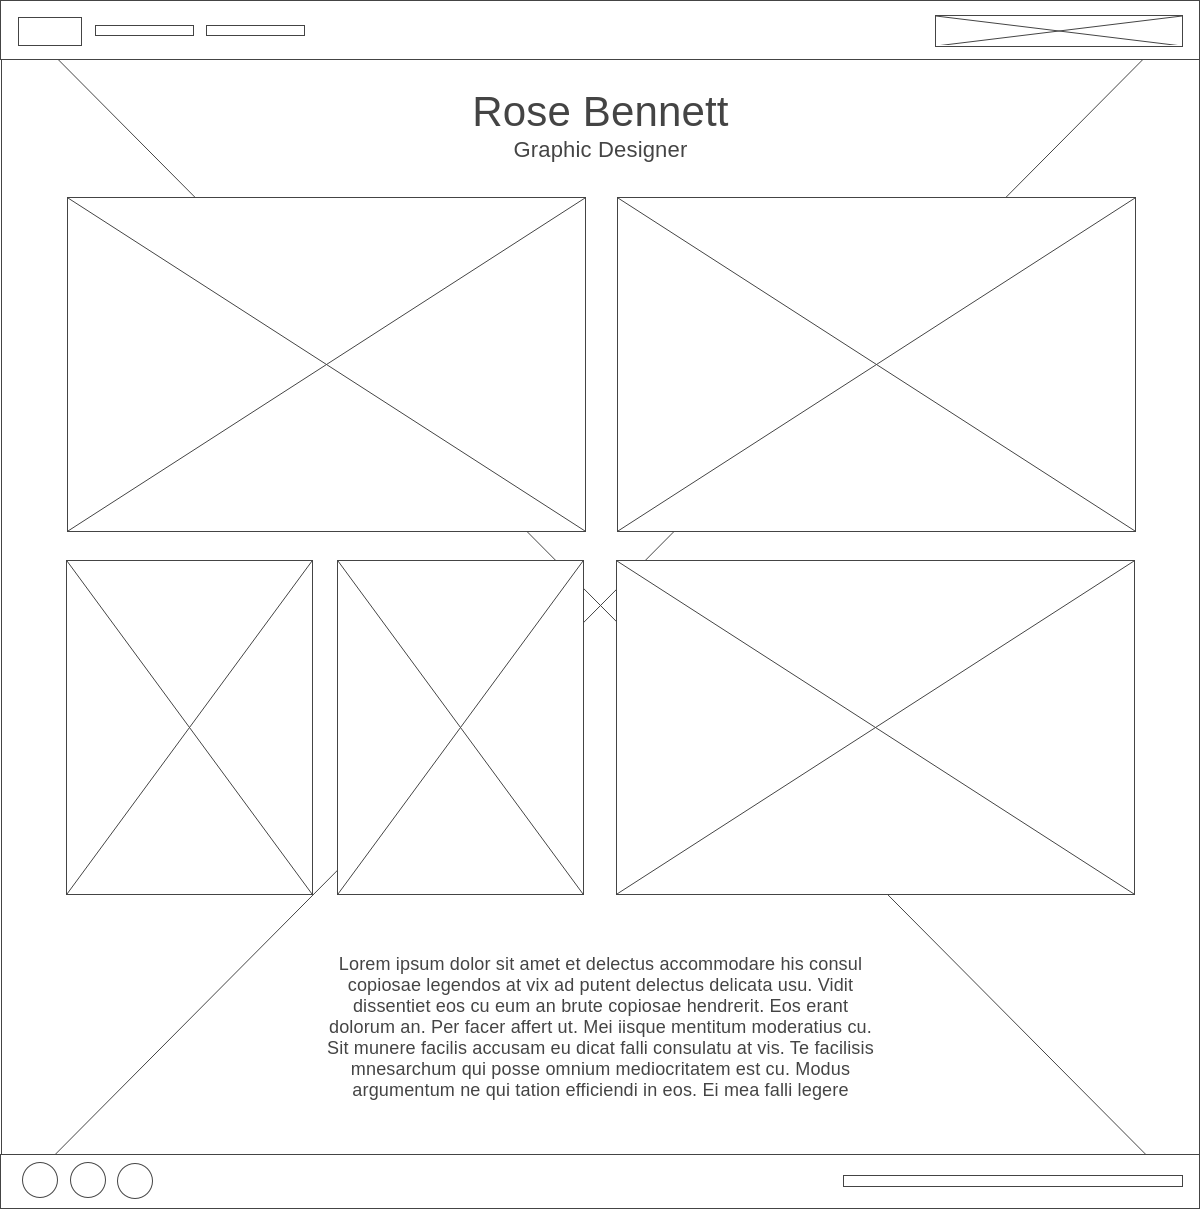 Rose Bennett
Graphic Designer
Lorem ipsum dolor sit amet et delectus accommodare his consul
copiosae legendos at vix ad putent delectus delicata usu. Vidit
dissentiet eos cu eum an brute copiosae hendrerit. Eos erant
dolorum an. Per facer affert ut. Mei iisque mentitum moderatius cu.
Sit munere facilis accusam eu dicat falli consulatu at vis. Te facilisis
mnesarchum qui posse omnium mediocritatem est cu. Modus
argumentum ne qui tation efficiendi in eos. Ei mea falli legere